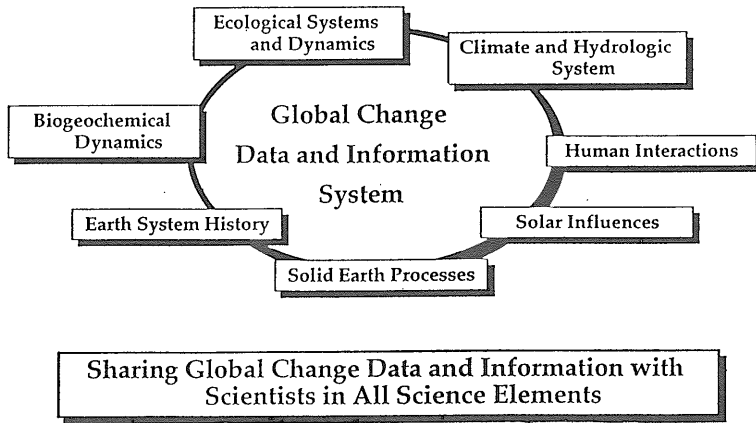 Ecological Systems
and Dynamics
Climate and Hydrologic
System
Biogeochemical
Dynamics
Global Change
Data and Information
System
Human Interactions
Earth System History
Solar Influences
Solid Earth Processes
Sharing Global Change Data and Information with
Scientists in All Science Elements